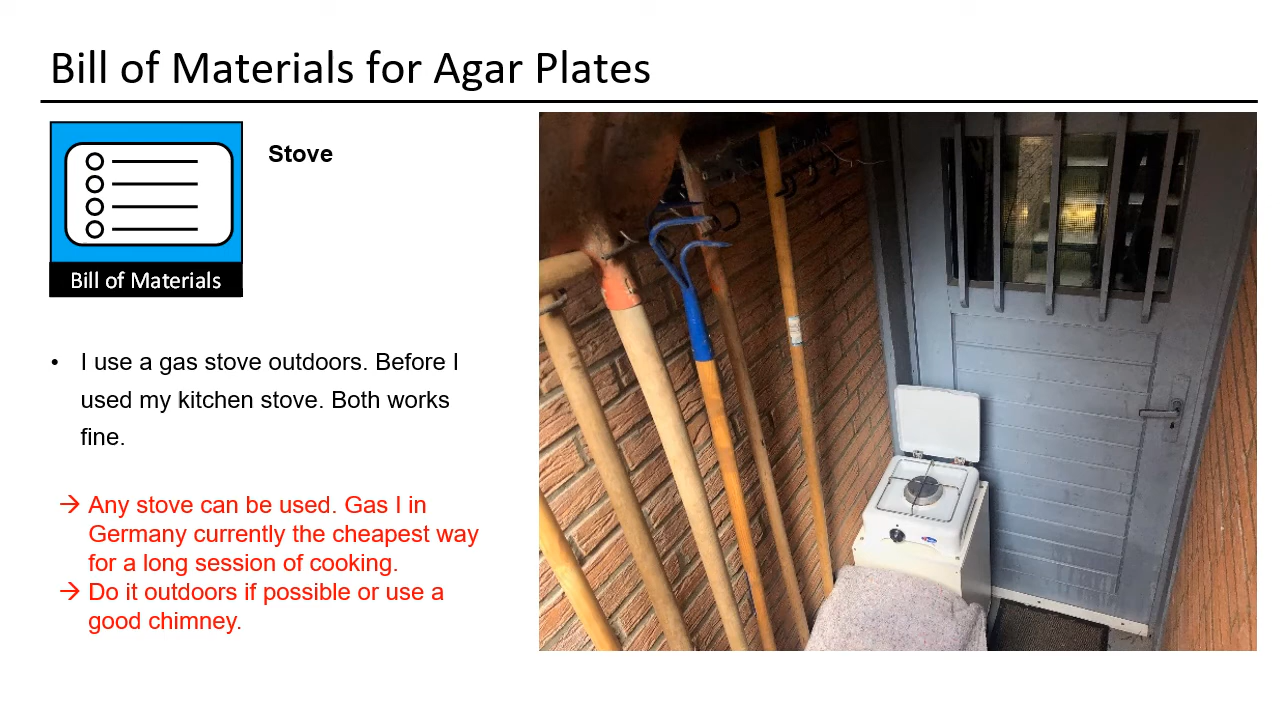 Bill of Materials for Agar Plates
Bill of Materials
Stove
• I use a gas stove outdoors. Before I
used my kitchen stove. Both works
fine.
→ Any stove can be used. Gas I in
Germany currently the cheapest way
for a long session of cooking.
→ Do it outdoors if possible or use a
good chimney.